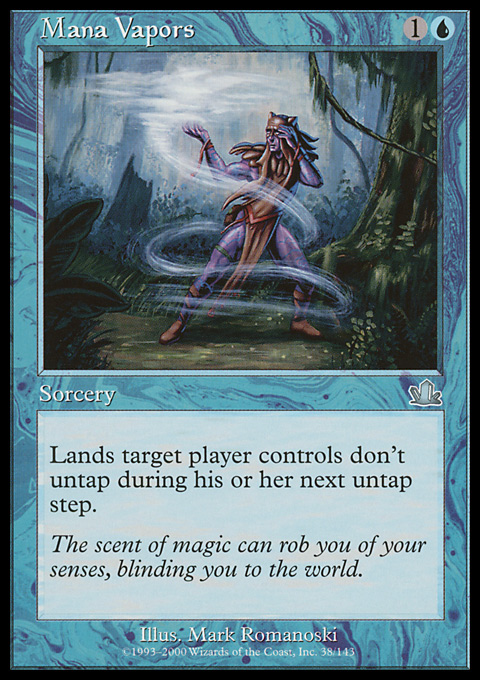 Mana Vapors 1
Sorcery
Lands target player controls don't
untap during his or her next untap
step.
The scent of magic can rob you of your
senses, blinding you to the world.
Illus. Mark Romanoski
©1993–2000 Wizards of the Coast, Inc. 38/143